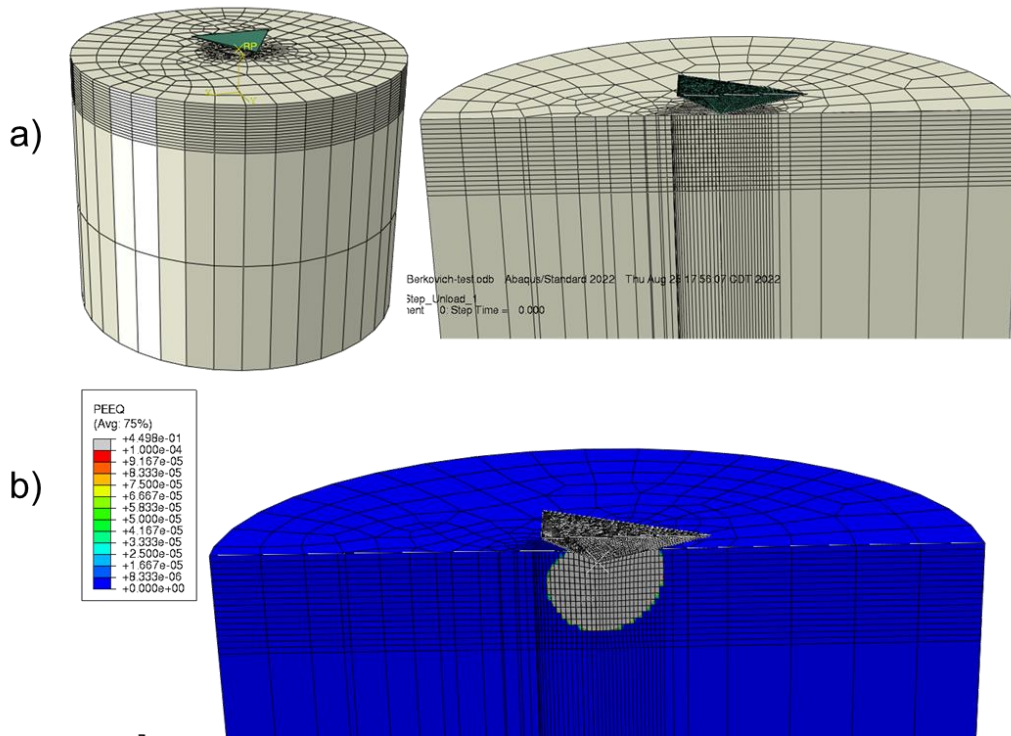 a)
RP
Berkovich-test.odb Abaqus/Standard 2022 Thu Aug 25 17:56:07 CDT 2022
Step_Unload_1
ment 0: Step Time = 0.000
b)
PEEQ
(Avg: 75%)
+4.498e-01
+1.000e-04
+9.167e-05
+8.333e-05
+7.500e-05
+6.667e-05
+5.833e-05
+5.000e-05
+4.167e-05
+3.333e-05
+2.500e-05
+1.665e-05
+8.333e-06
+0.000e+00